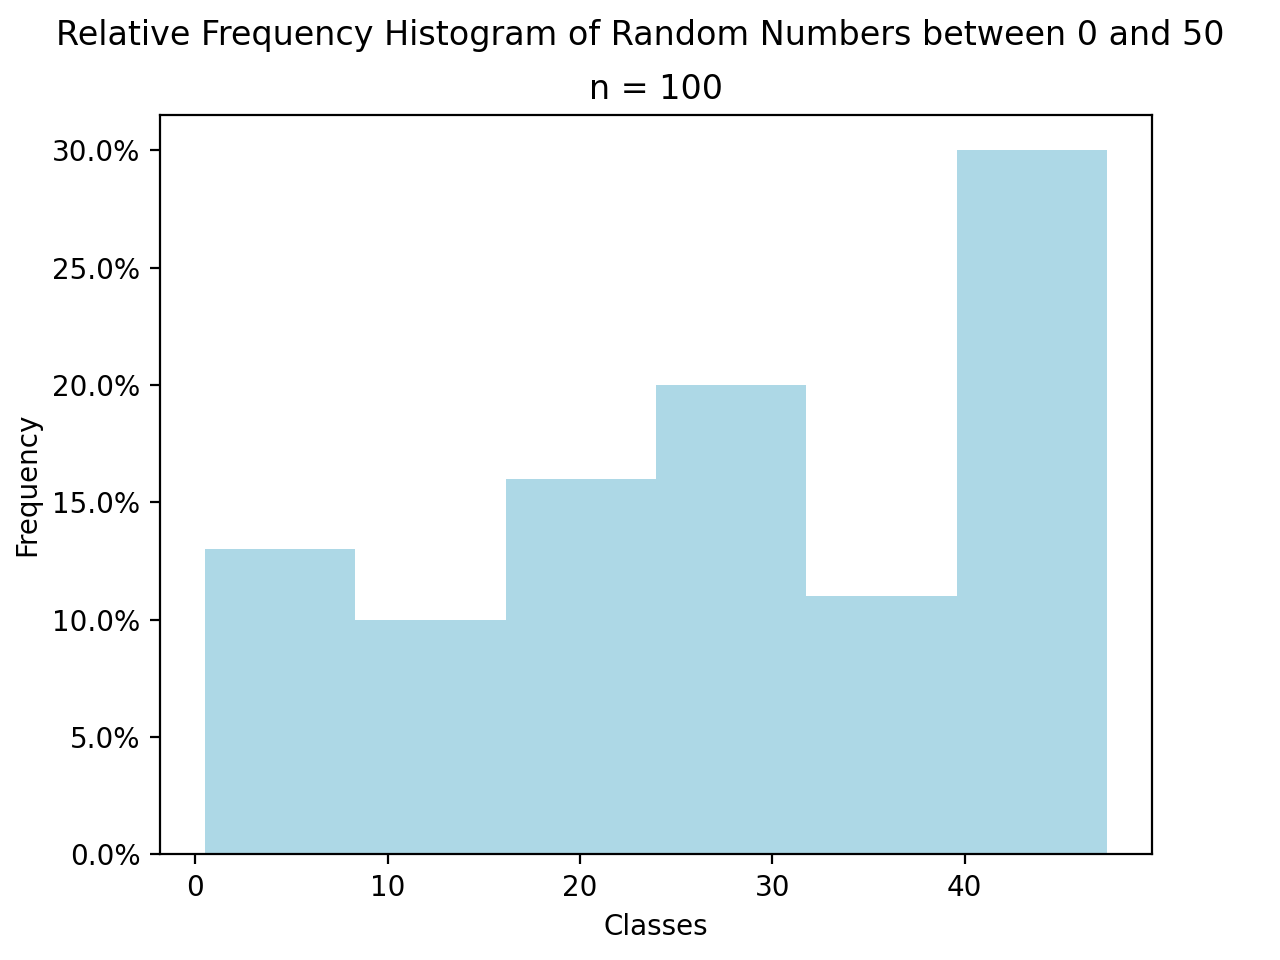 Relative Frequency Histogram of Random Numbers between 0 and 50
n = 100
30.0%
25.0%
20.0%
15.0%
10.0%
5.0%
0.0%
Frequency
0 10 20 30 40
Classes